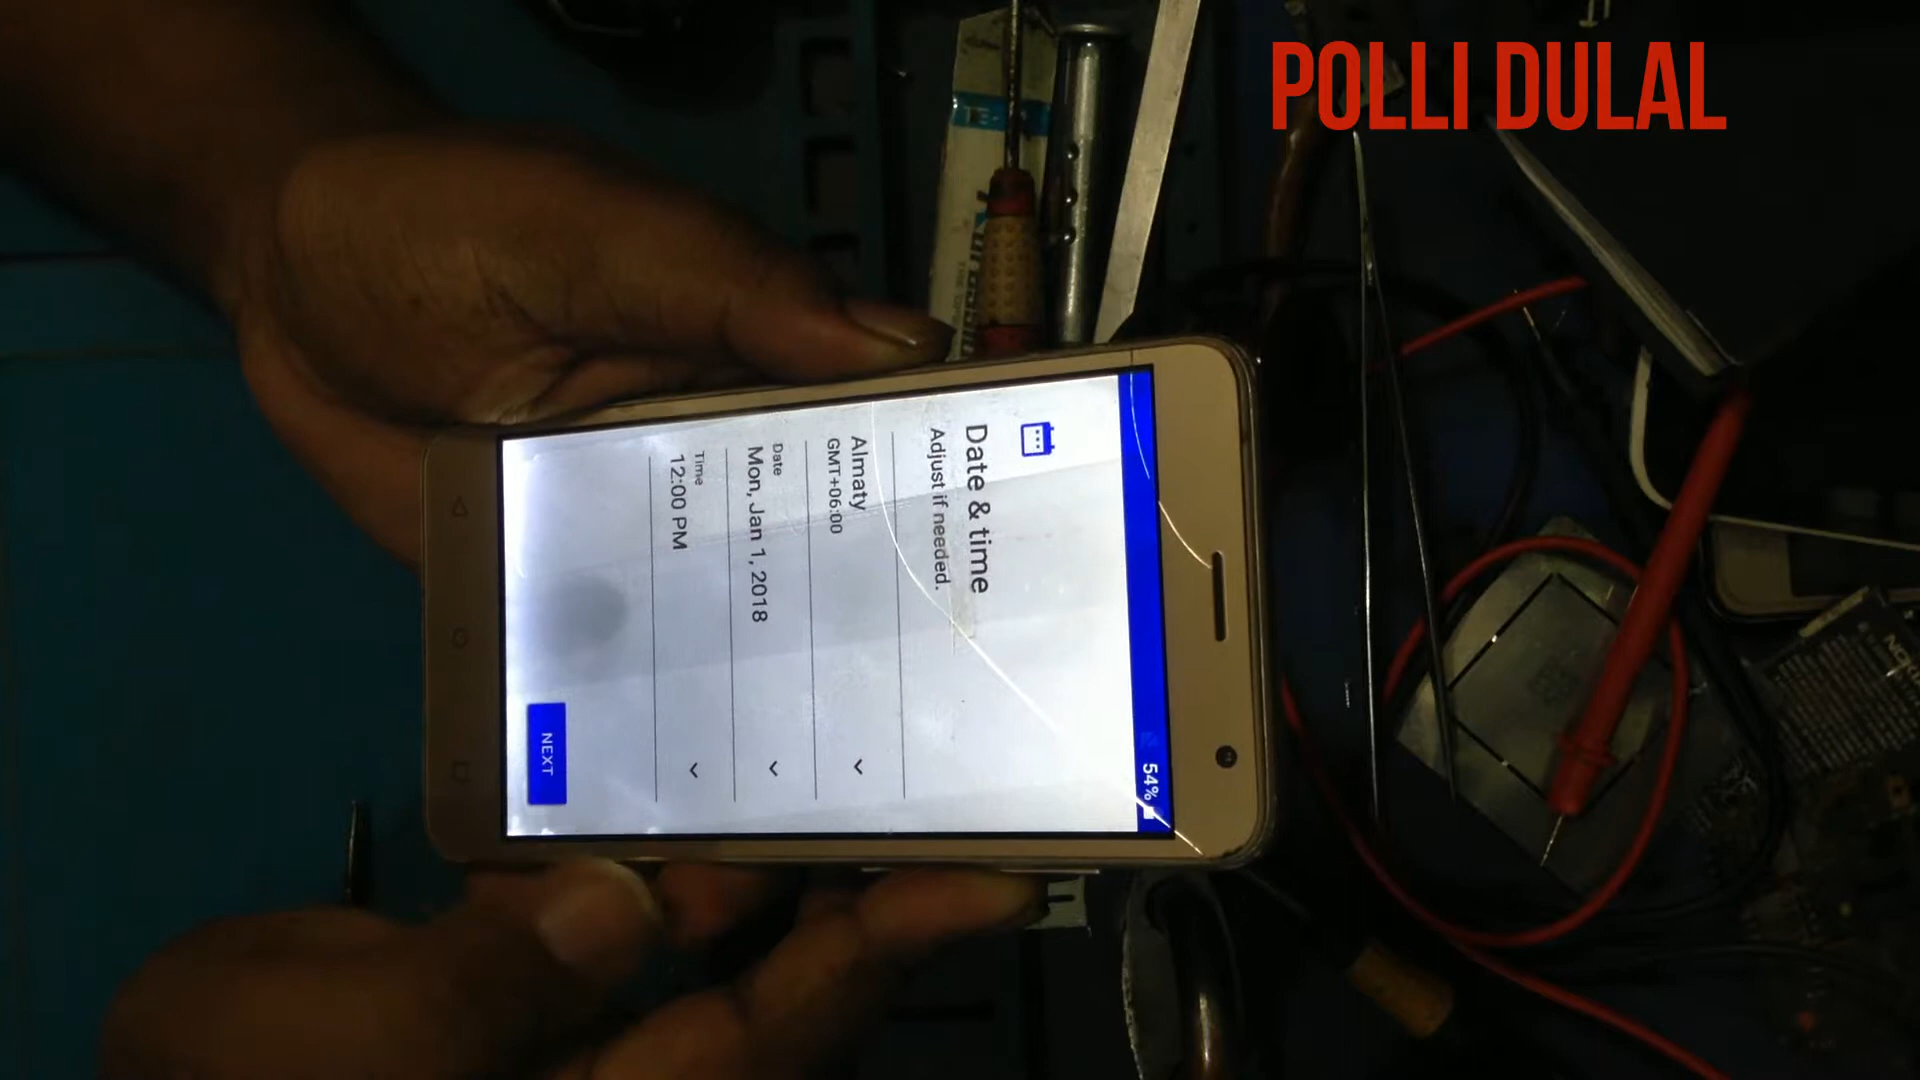 POLLI DULAL
54%
Date & time
Adjust if needed.
Almaty
GMT+06:00
Date
Mon, Jan 1, 2018
Time
12:00 PM
NEXT